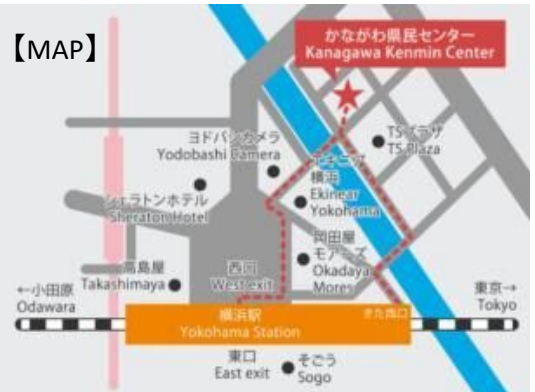 【MAP】
かながわ県民センター
Kanagawa Kenmin Center
ヨドバシカメラ
Yodobashi Camera
TSプラザ
TS Plaza
エキニア
横浜
Ekinear
Yokohama
シェラトンホテル
Sheraton Hotel
岡田屋
モアーズ
Okadaya
Mores
高島屋
Takashimaya
西口
West exit
←小田原
Odawara
東京→
Tokyo
横浜駅
Yokohama Station
きた西口
東口
East exit
そごう
Sogo